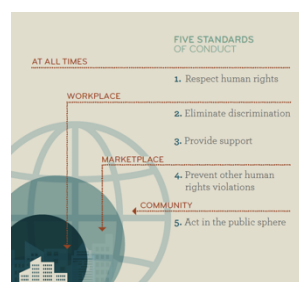 FIVE STANDARDS
OF CONDUCT
AT ALL TIMES
1. Respect human rights
WORKPLACE
2. Eliminate discrimination
3. Provide support
MARKETPLACE
4. Prevent other human
rights violations
COMMUNITY
5. Act in the public sphere